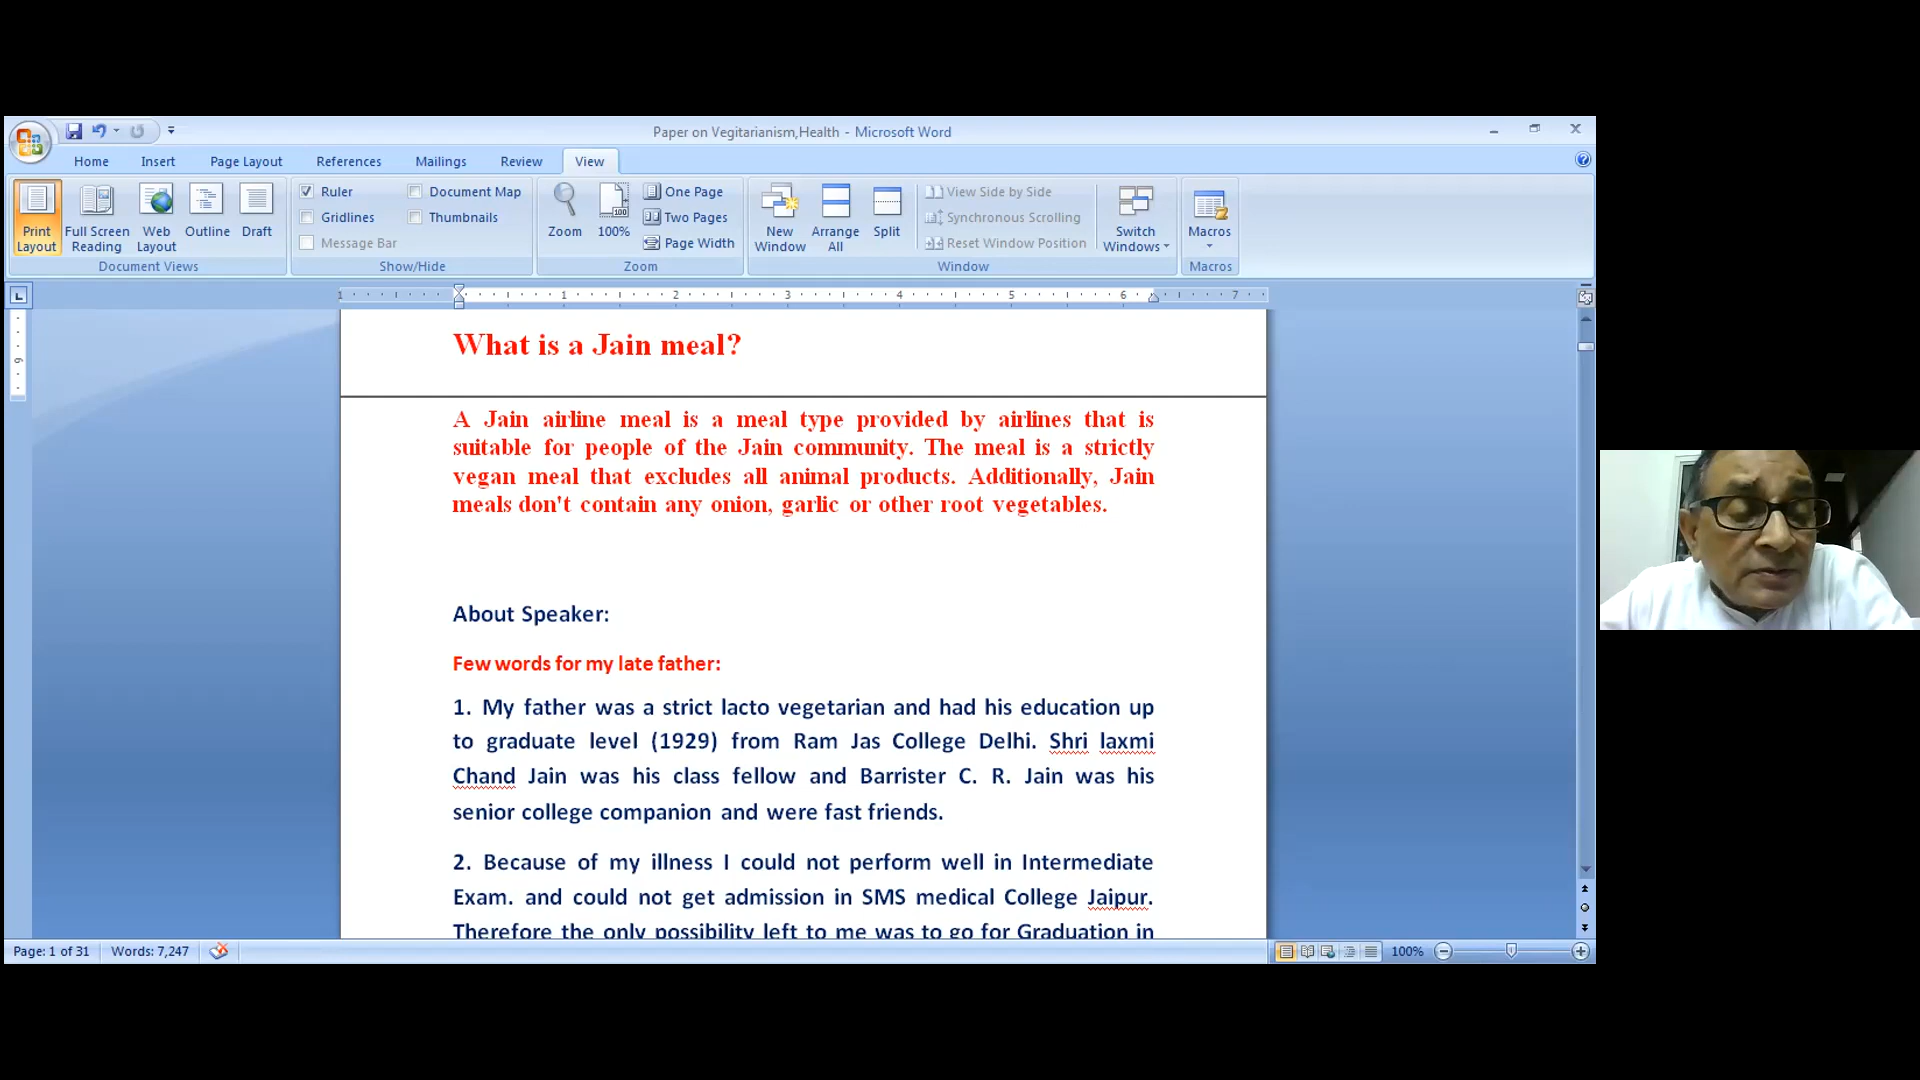 Paper on Vegitarianism,Health - Microsoft Word
Home Insert Page Layout References Mailings Review View
Print Layout
Full Screen Reading
Web Layout
Outline
Draft
Document Views
Ruler
Gridlines
Message Bar
Document Map
Thumbnails
Show/Hide
Zoom
100%
One Page
Two Pages
Page Width
Zoom
New Window
Arrange All
Split
View Side by Side
Synchronous Scrolling
Reset Window Position
Switch Windows
Window
Macros
Macros
1 1 2 3 4 5 6 7
What is a Jain meal?
A Jain airline meal is a meal type provided by airlines that is
suitable for people of the Jain community. The meal is a strictly
vegan meal that excludes all animal products. Additionally, Jain
meals don't contain any onion, garlic or other root vegetables.
About Speaker:
Few words for my late father:
1. My father was a strict lacto vegetarian and had his education up
to graduate level (1929) from Ram Jas College Delhi. Shri laxmi
Chand Jain was his class fellow and Barrister C. R. Jain was his
senior college companion and were fast friends.
2. Because of my illness I could not perform well in Intermediate
Exam. and could not get admission in SMS medical College Jaipur.
Therefore the only possibility left to me was to go for Graduation in
Page: 1 of 31 Words: 7,247 100%